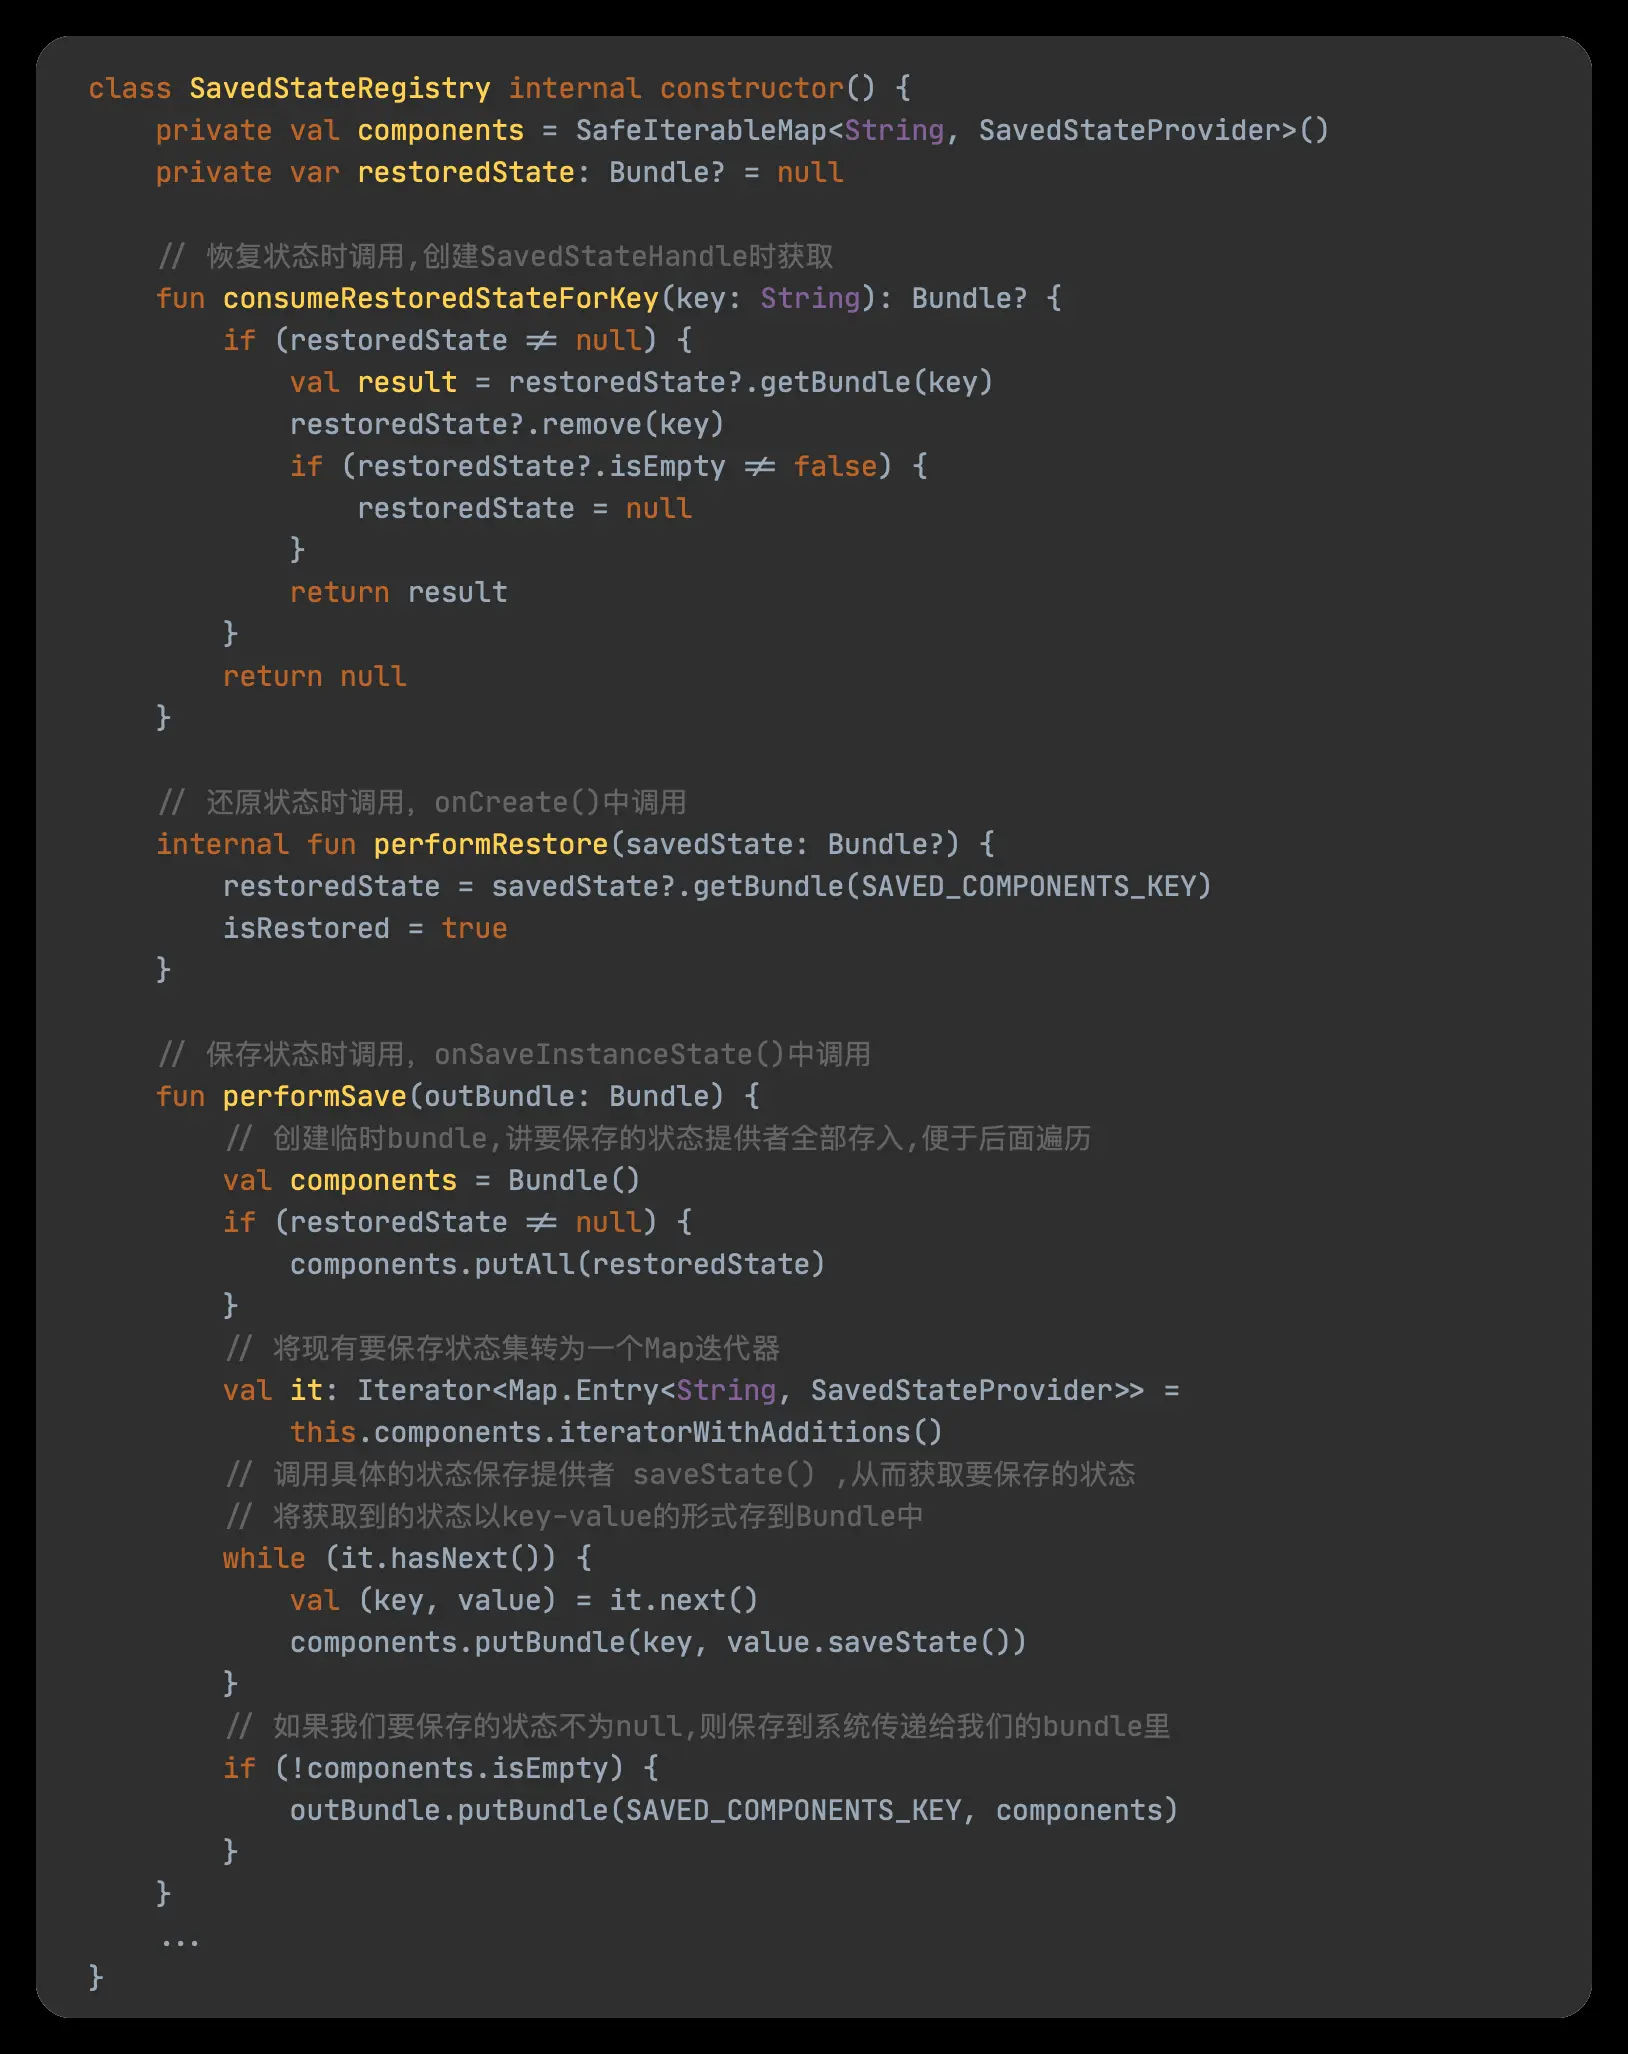 class SavedStateRegistry internal constructor() {
    private val components = SafeIterableMap<String, SavedStateProvider>()
    private var restoredState: Bundle? = null

    // 恢复状态时调用,创建SavedStateHandle时获取
    fun consumeRestoredStateForKey(key: String): Bundle? {
        if (restoredState != null) {
            val result = restoredState?.getBundle(key)
            restoredState?.remove(key)
            if (restoredState?.isEmpty != false) {
                restoredState = null
            }
            return result
        }
        return null
    }

    // 还原状态时调用，onCreate()中调用
    internal fun performRestore(savedState: Bundle?) {
        restoredState = savedState?.getBundle(SAVED_COMPONENTS_KEY)
        isRestored = true
    }

    // 保存状态时调用，onSaveInstanceState()中调用
    fun performSave(outBundle: Bundle) {
        // 创建临时bundle,讲要保存的状态提供者全部存入,便于后面遍历
        val components = Bundle()
        if (restoredState != null) {
            components.putAll(restoredState)
        }
        // 将现有要保存状态集转为一个Map迭代器
        val it: Iterator<Map.Entry<String, SavedStateProvider>> =
            this.components.iteratorWithAdditions()
        // 调用具体的状态保存提供者 saveState() ,从而获取要保存的状态
        // 将获取到的状态以key-value的形式存到Bundle中
        while (it.hasNext()) {
            val (key, value) = it.next()
            components.putBundle(key, value.saveState())
        }
        // 如果我们要保存的状态不为null,则保存到系统传递给我们的bundle里
        if (!components.isEmpty) {
            outBundle.putBundle(SAVED_COMPONENTS_KEY, components)
        }
    }
    ...
}